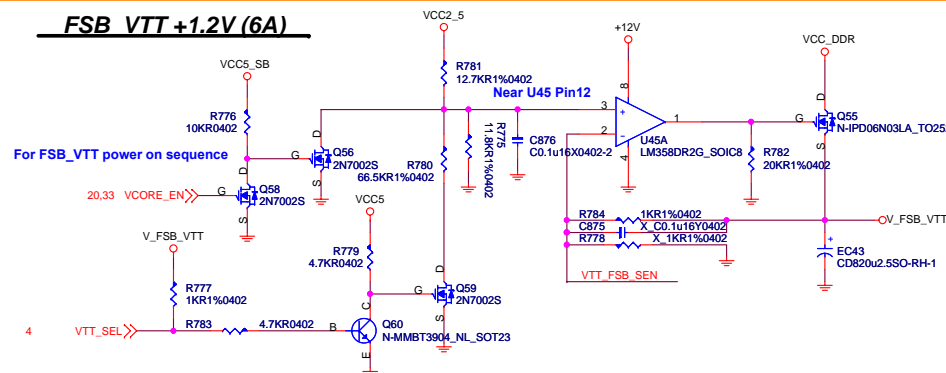 FSB_VTT +1.2V (6A)
VCC2_5
+12V
VCC_DDR
VCC5_SB
R781
12.7KR1%0402
Near U45 Pin12
R776
10KR0402
For FSB_VTT power on sequence
D
G
S
Q56
2N7002S
R780
66.5KR1%0402
R775
11.8KR1%0402
C876
C0.1u16X0402-2
3
+
2
-
8
4
1
U45A
LM358DR2G_SOIC8
R782
20KR1%0402
D
G
S
Q55
N-IPD06N03LA_TO252
20,33 VCORE_EN
D
G
S
Q58
2N7002S
VCC5
V_FSB_VTT
R779
4.7KR0402
R784 1KR1%0402
C875 X_C0.1u16Y0402
R778 X_1KR1%0402
V_FSB_VTT
+
EC43
CD820u2.5SO-RH-1
VTT_FSB_SEN
R777
1KR1%0402
D
G
S
Q59
2N7002S
4 VTT_SEL
R783 4.7KR0402
B
C
E
Q60
N-MMBT3904_NL_SOT23